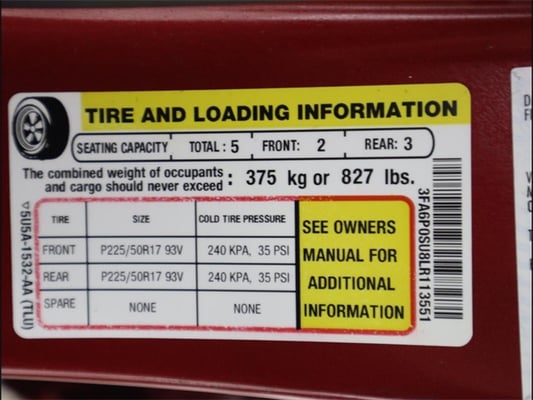 TIRE AND LOADING INFORMATION
SEATING CAPACITY TOTAL : 5 FRONT: 2 REAR: 3
The combined weight of occupants
and cargo should never exceed : 375 kg or 827 lbs.
TIRE SIZE COLD TIRE PRESSURE
FRONT P225/50R17 93V 240 KPA, 35 PSI
REAR P225/50R17 93V 240 KPA, 35 PSI
SPARE NONE NONE
SEE OWNERS
MANUAL FOR
ADDITIONAL
INFORMATION
5U5A-1532-AA (TLU)
3FA6P0SU8LR113551